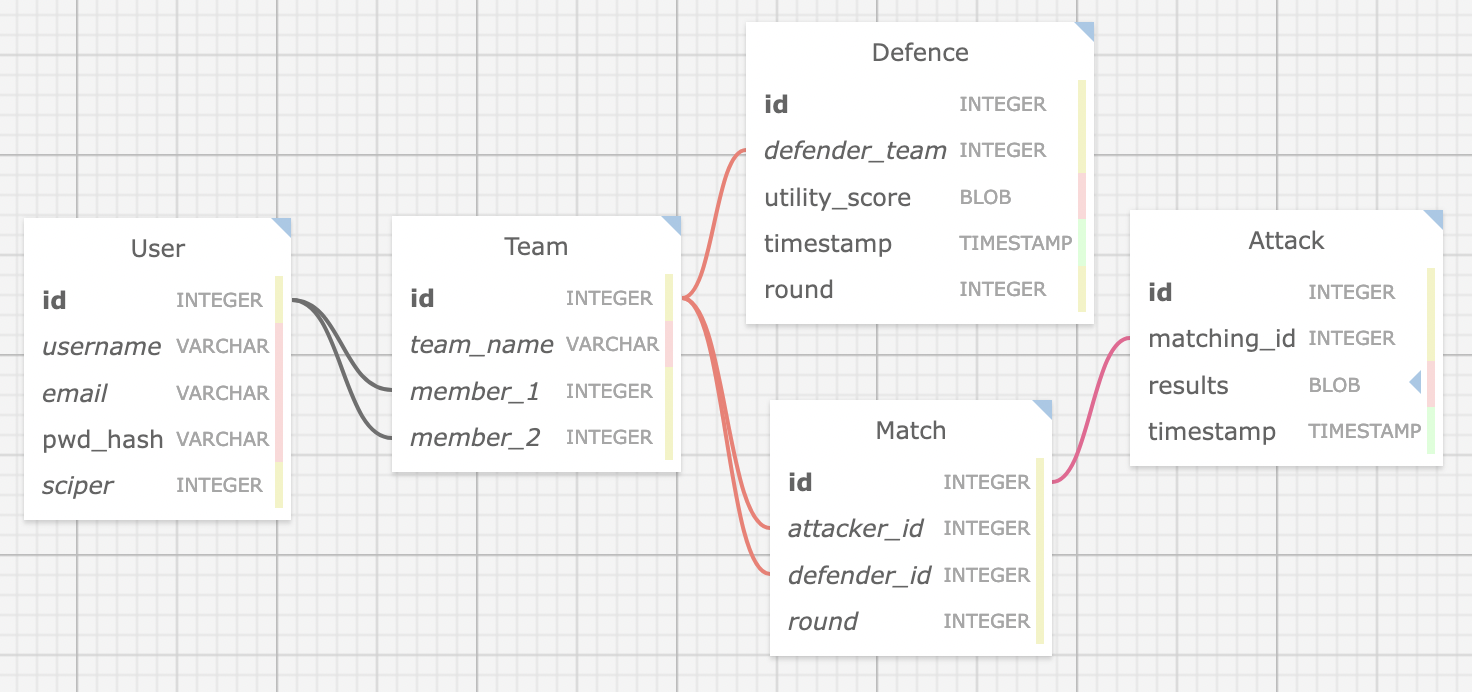 User
id INTEGER
username VARCHAR
email VARCHAR
pwd_hash VARCHAR
sciper INTEGER
Team
id INTEGER
team_name VARCHAR
member_1 INTEGER
member_2 INTEGER
Defence
id INTEGER
defender_team INTEGER
utility_score BLOB
timestamp TIMESTAMP
round INTEGER
Match
id INTEGER
attacker_id INTEGER
defender_id INTEGER
round INTEGER
Attack
id INTEGER
matching_id INTEGER
results BLOB
timestamp TIMESTAMP